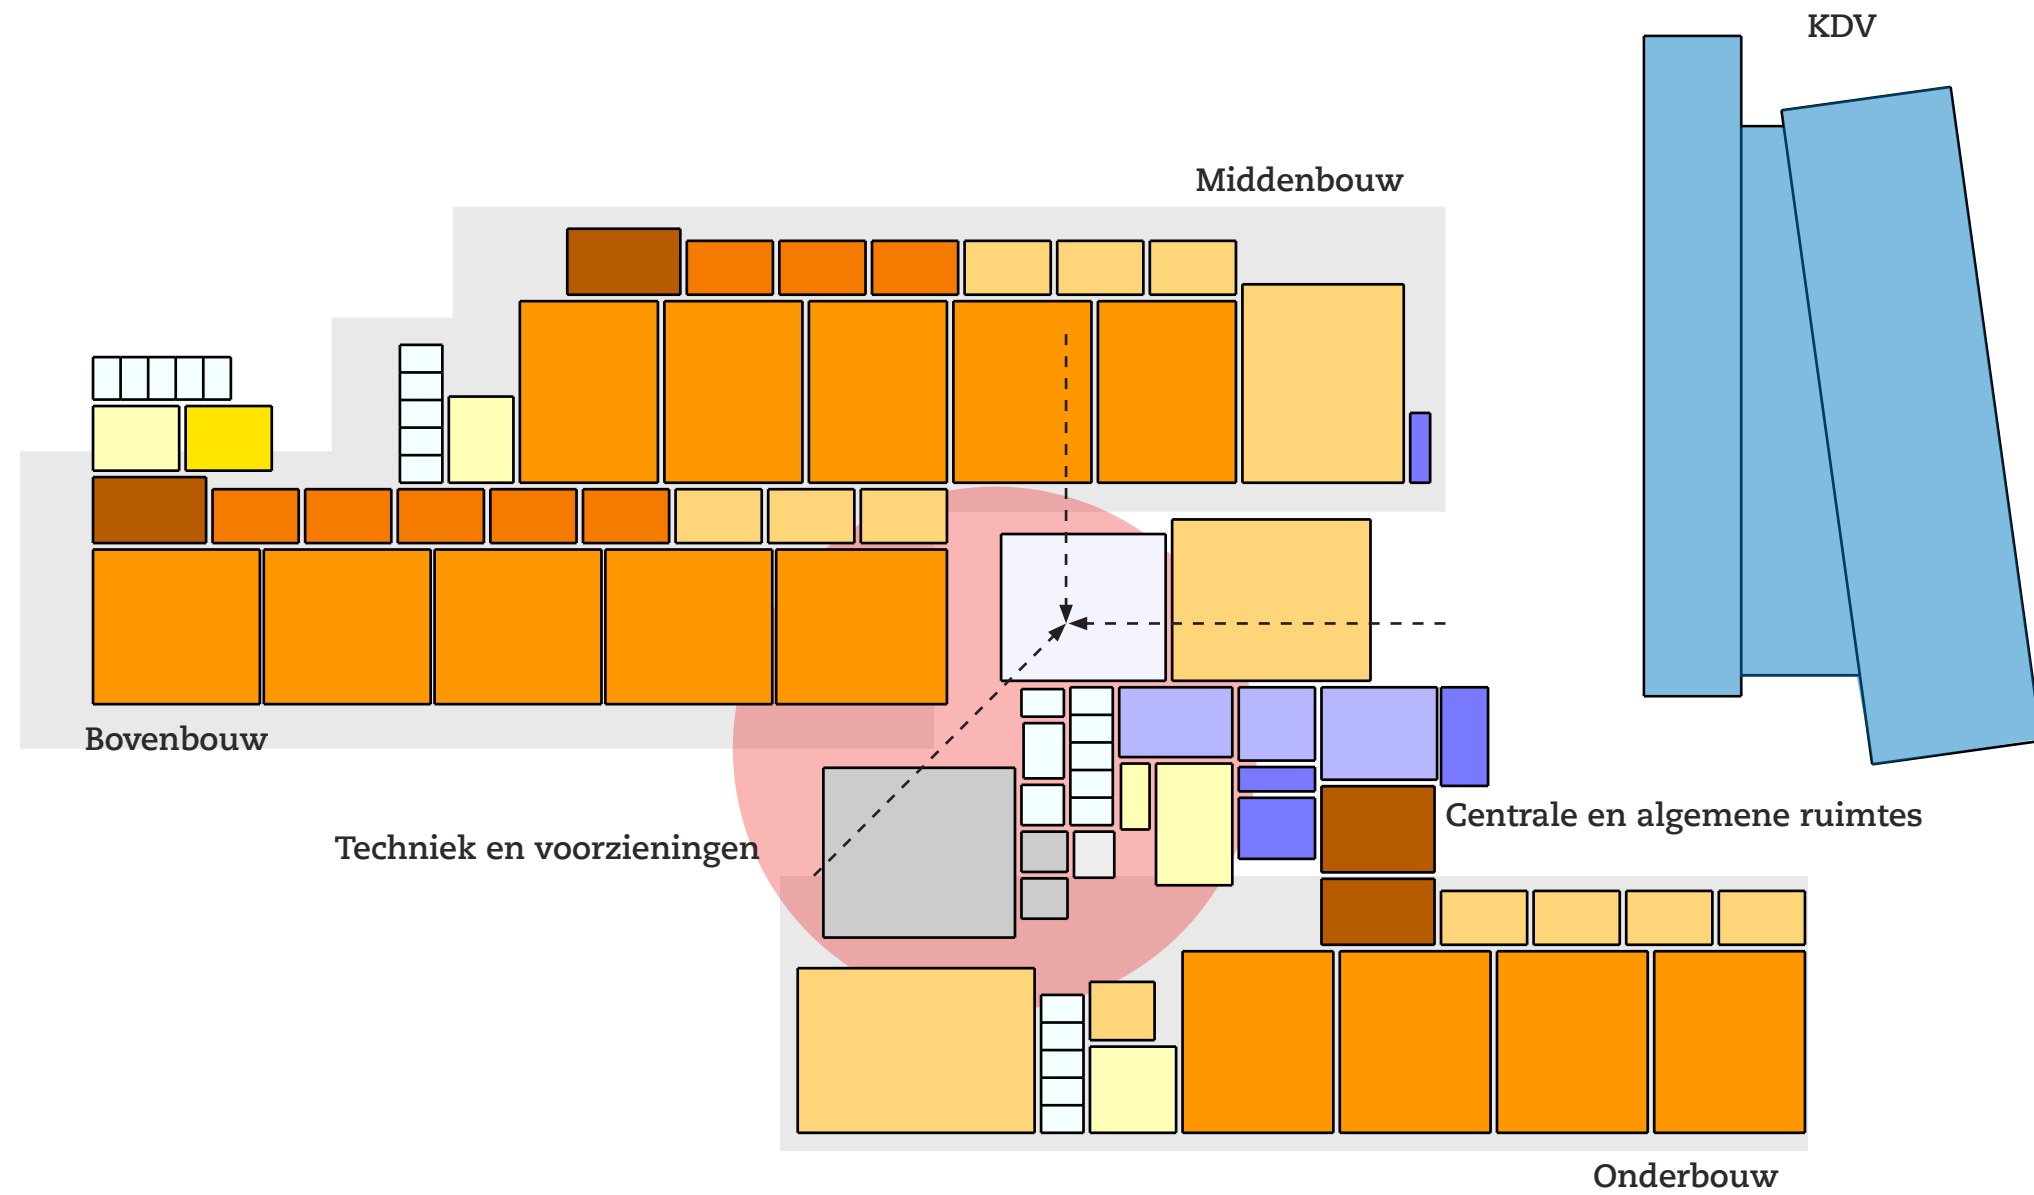 KDV
Middenbouw
Bovenbouw
Centrale en algemene ruimtes
Techniek en voorzieningen
Onderbouw